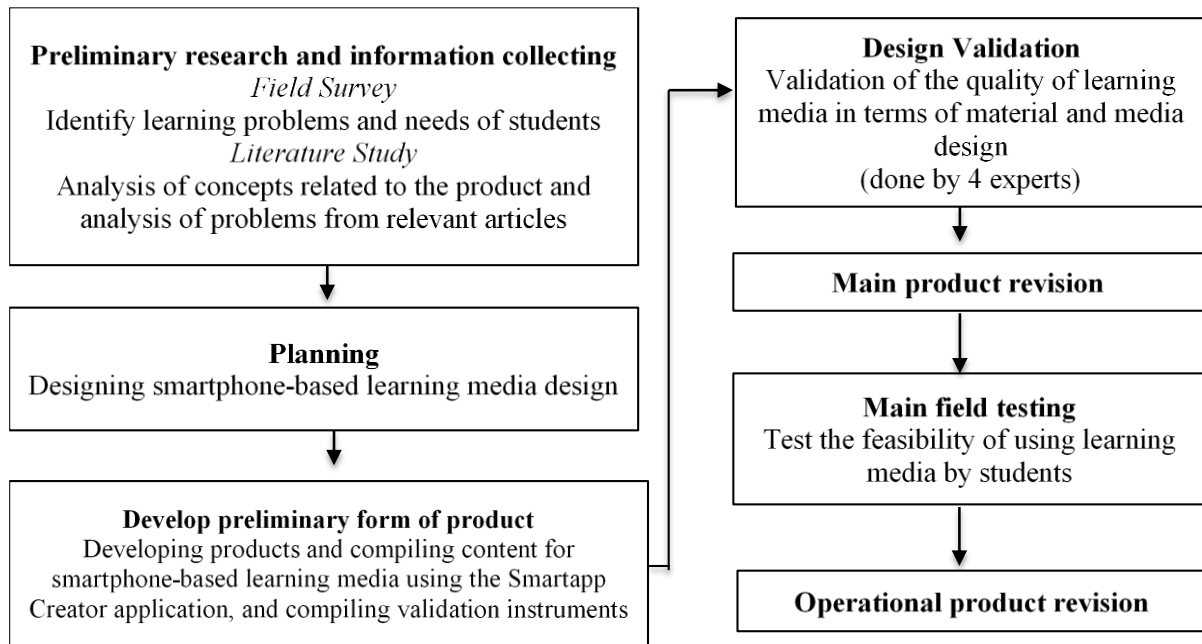 Preliminary research and information collecting
Field Survey
Identify learning problems and needs of students
Literature Study
Analysis of concepts related to the product and
analysis of problems from relevant articles
Planning
Designing smartphone-based learning media design
Develop preliminary form of product
Developing products and compiling content for
smartphone-based learning media using the Smartapp
Creator application, and compiling validation instruments
Design Validation
Validation of the quality of learning
media in terms of material and media
design
(done by 4 experts)
Main product revision
Main field testing
Test the feasibility of using learning
media by students
Operational product revision